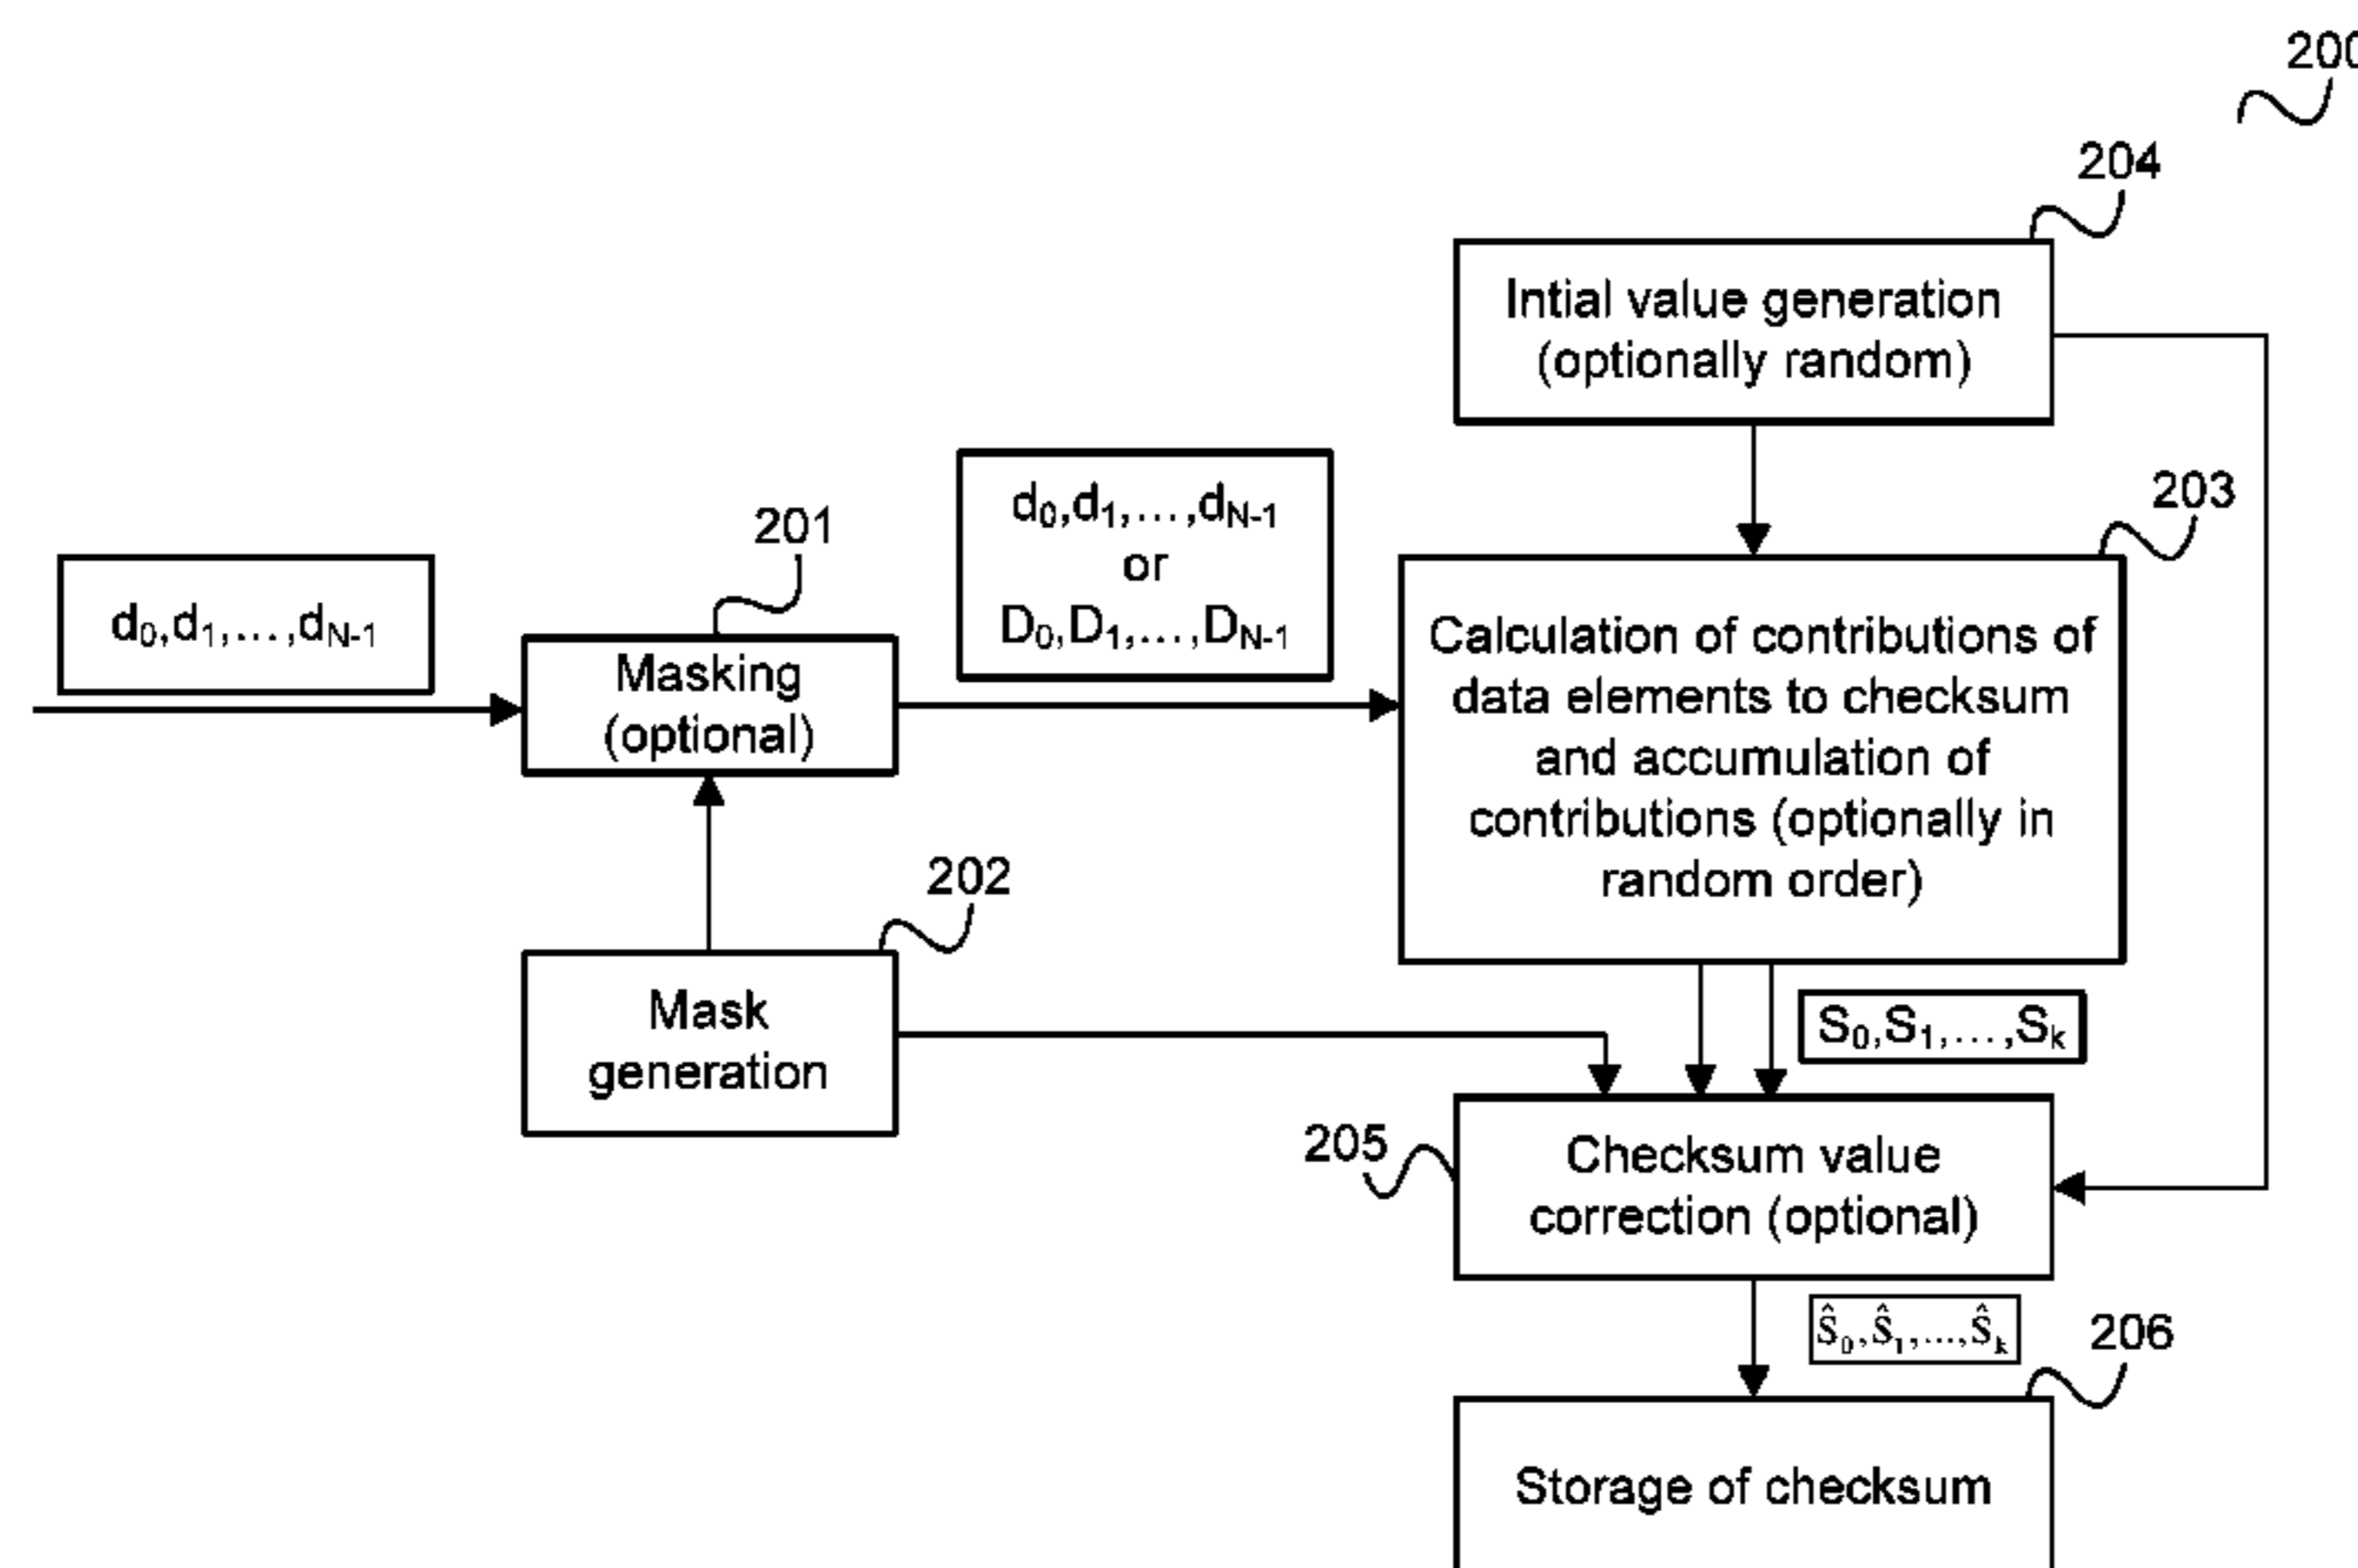 200
204
Intial value generation
(optionally random)
203
201
d₀,d₁,...,dN-1
or
D₀,D₁,...,DN-1
d₀,d₁,...,dN-1
Masking
(optional)
Calculation of contributions of
data elements to checksum
and accumulation of
contributions (optionally in
random order)
202
Mask
generation
S₀,S₁,...,Sk
205
Checksum value
correction (optional)
Ŝ₀,Ŝ₁,...,Ŝk
206
Storage of checksum